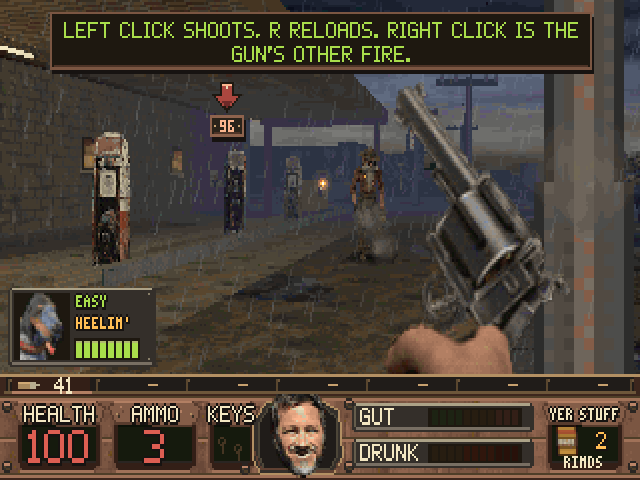 LEFT CLICK SHOOTS, R RELOADS. RIGHT CLICK IS THE
GUN'S OTHER FIRE.
96
EASY
HEELIN'
41
HEALTH
100
AMMO
3
KEYS
GUT
DRUNK
YER STUFF
2
RINDS